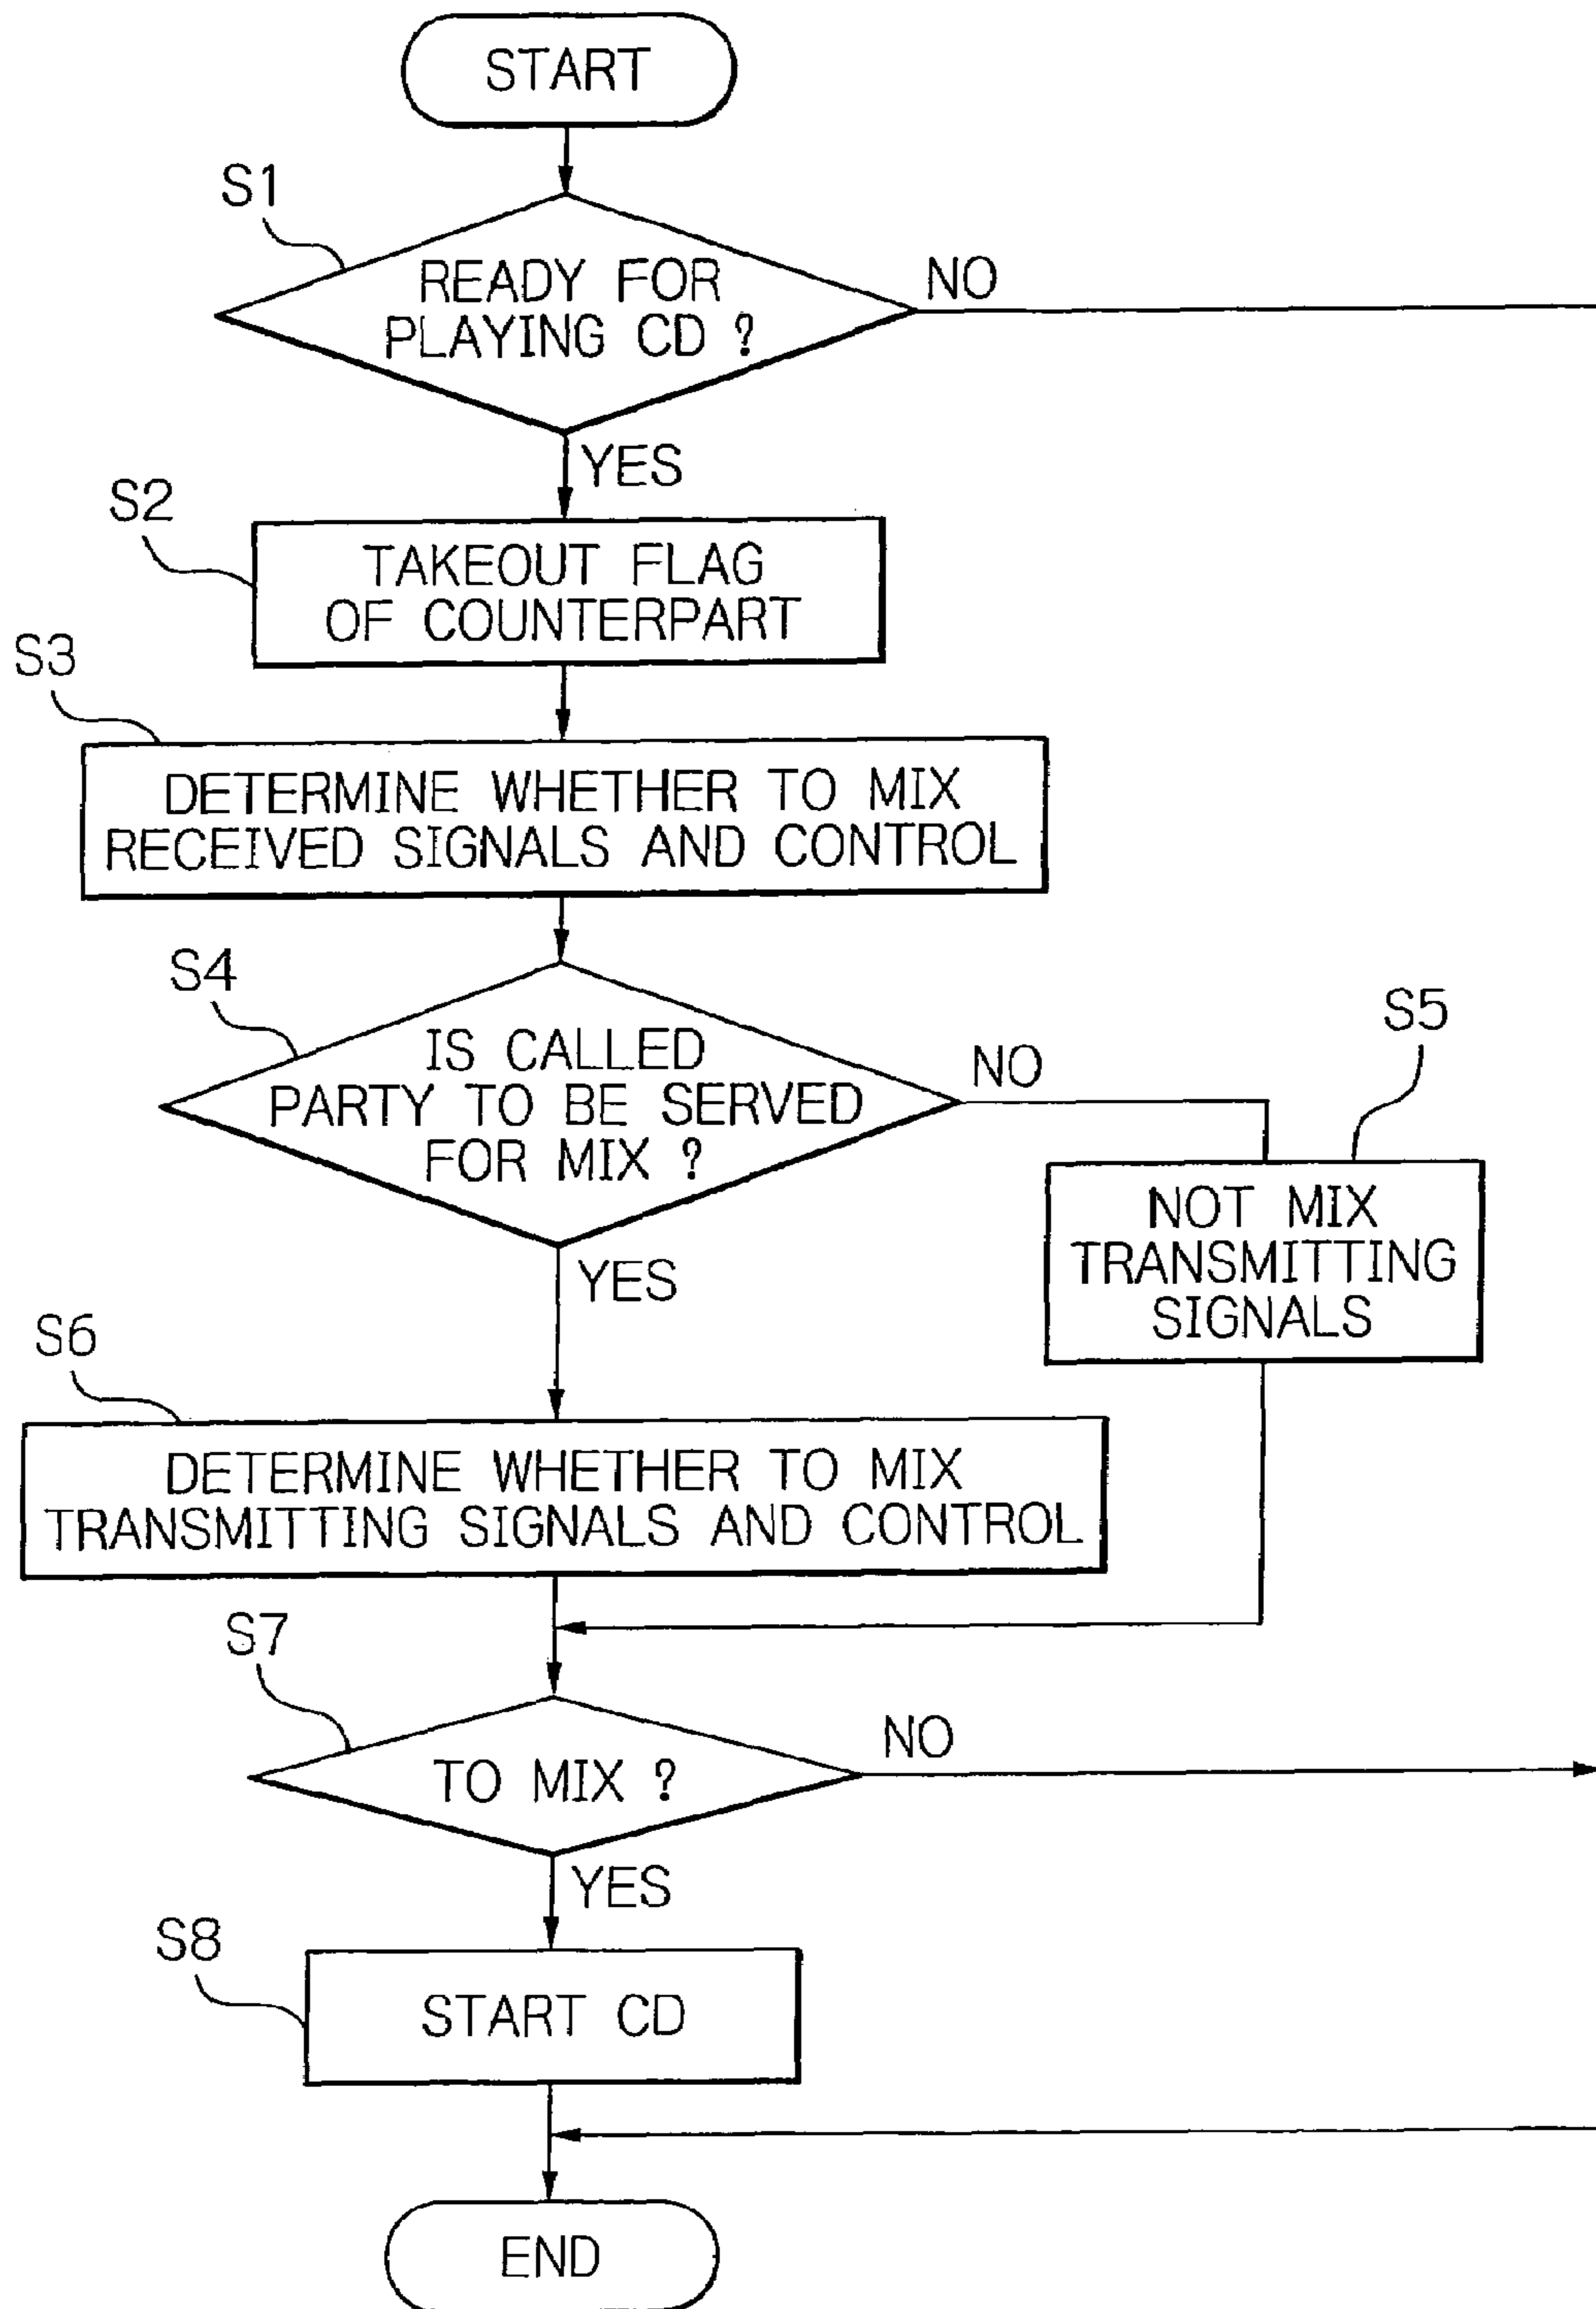 START
S1
READY FOR
PLAYING CD ?
NO
YES
S2
TAKEOUT FLAG
OF COUNTERPART
S3
DETERMINE WHETHER TO MIX
RECEIVED SIGNALS AND CONTROL
S4
IS CALLED
PARTY TO BE SERVED
FOR MIX ?
NO
S5
NOT MIX
TRANSMITTING
SIGNALS
YES
S6
DETERMINE WHETHER TO MIX
TRANSMITTING SIGNALS AND CONTROL
S7
TO MIX ?
NO
YES
S8
START CD
END